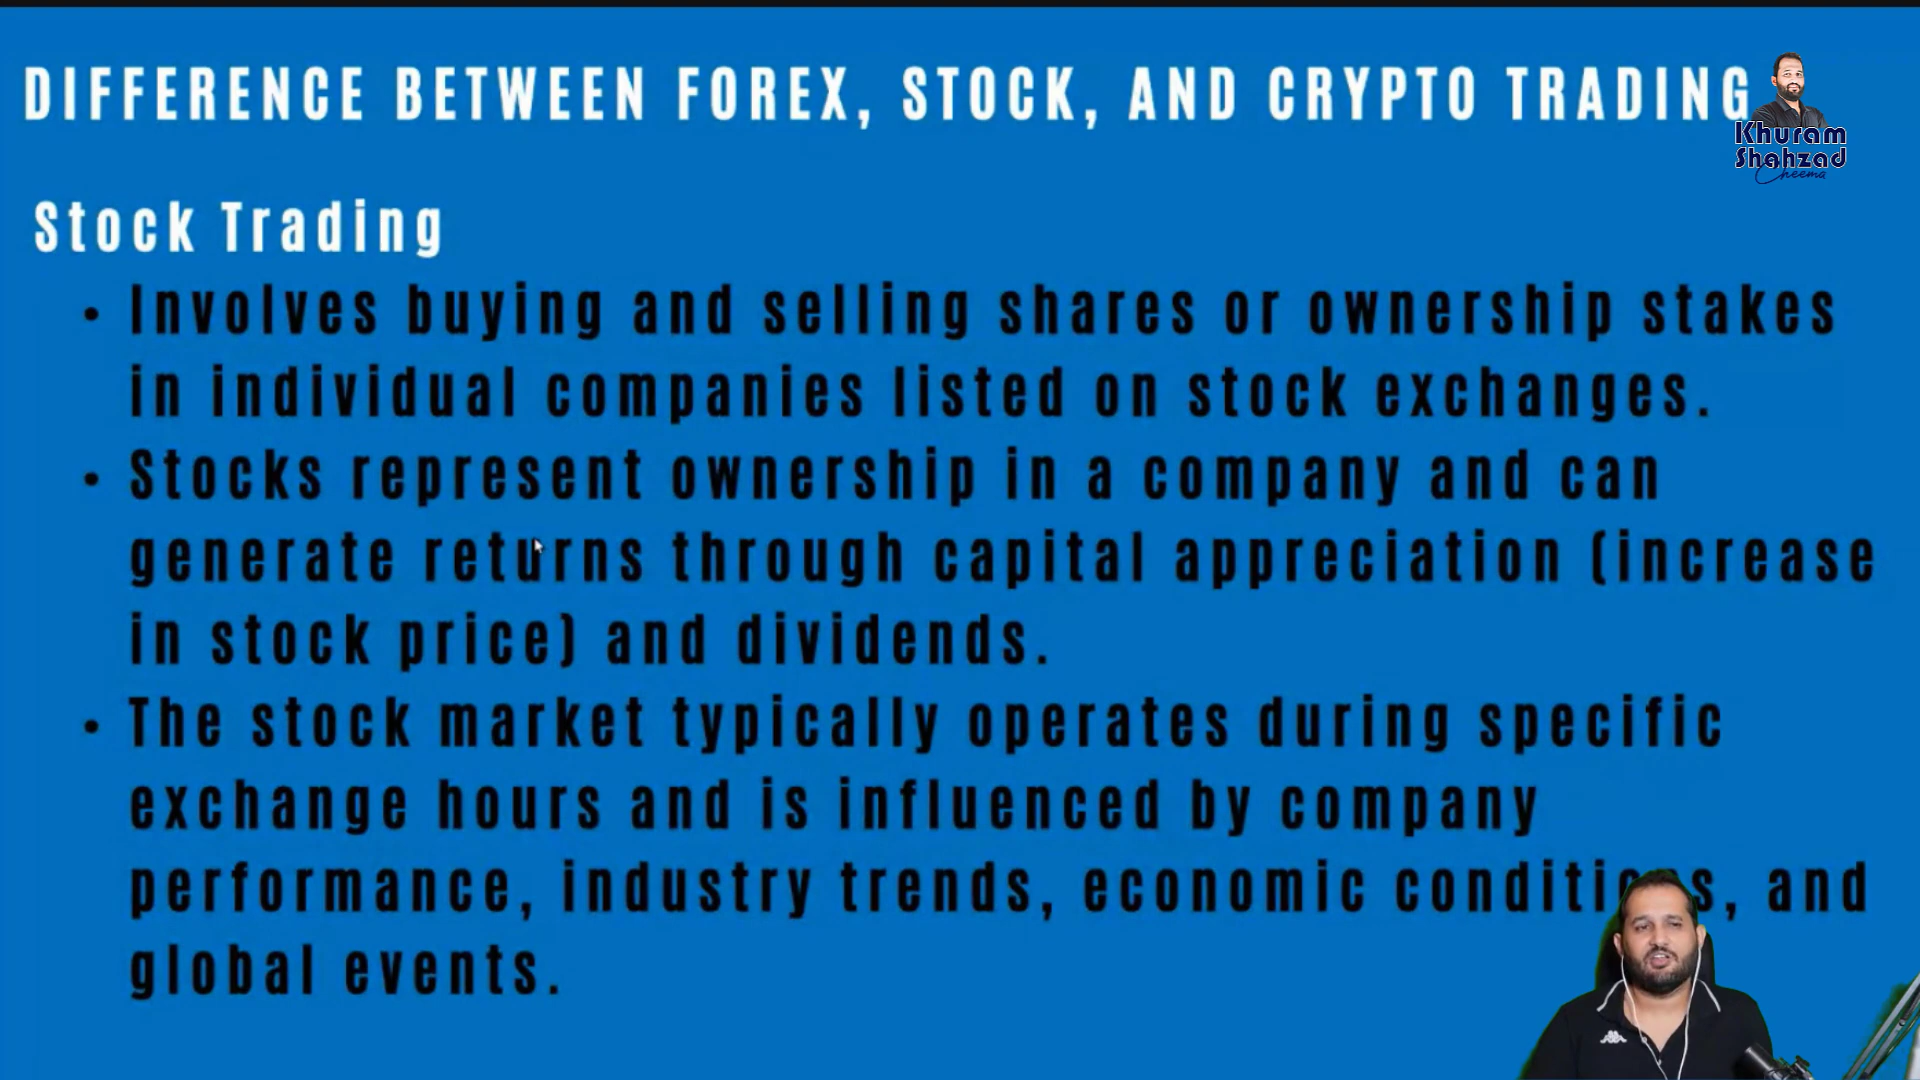 DIFFERENCE BETWEEN FOREX, STOCK, AND CRYPTO TRADING
Khuram
Shahzad
Cheema
Stock Trading
• Involves buying and selling shares or ownership stakes
in individual companies listed on stock exchanges.
• Stocks represent ownership in a company and can
generate returns through capital appreciation (increase
in stock price) and dividends.
• The stock market typically operates during specific
exchange hours and is influenced by company
performance, industry trends, economic conditions, and
global events.